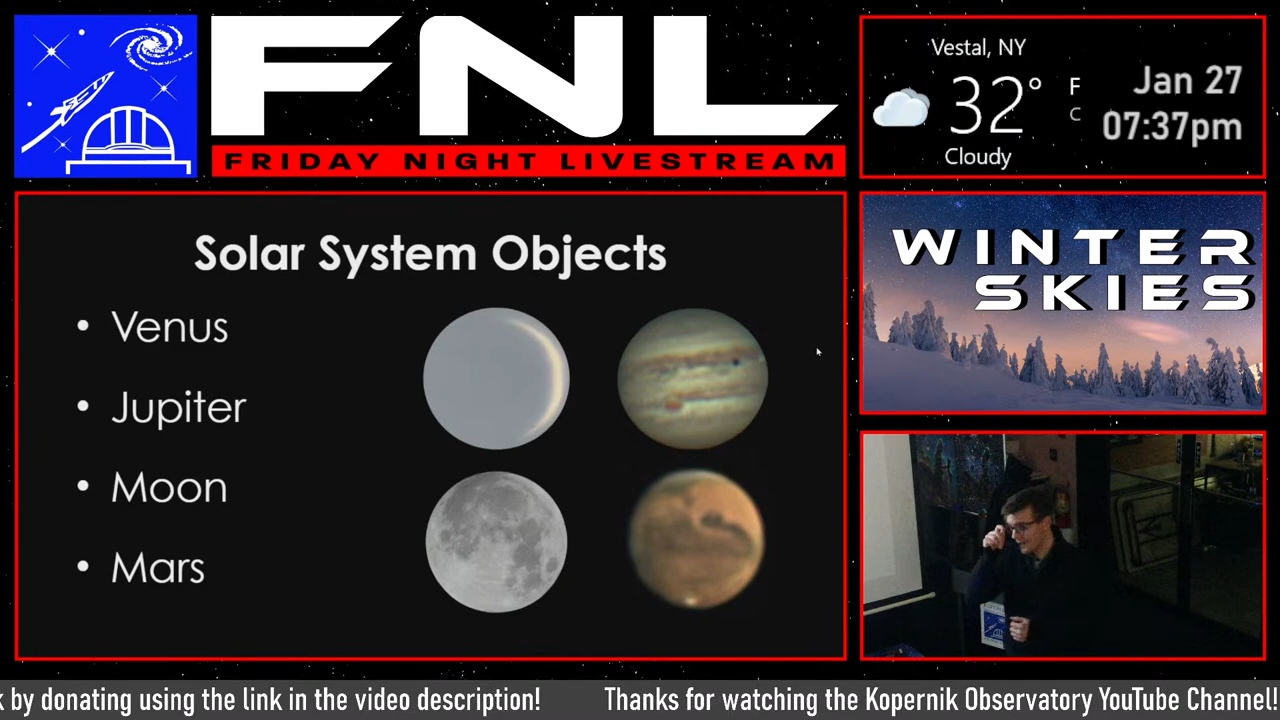 FNL
FRIDAY NIGHT LIVESTREAM
Vestal, NY
32° F
C
Cloudy
Jan 27
07:37pm
Solar System Objects
• Venus
• Jupiter
• Moon
• Mars
WINTER
SKIES
k by donating using the link in the video description! Thanks for watching the Kopernik Observatory YouTube Channel!